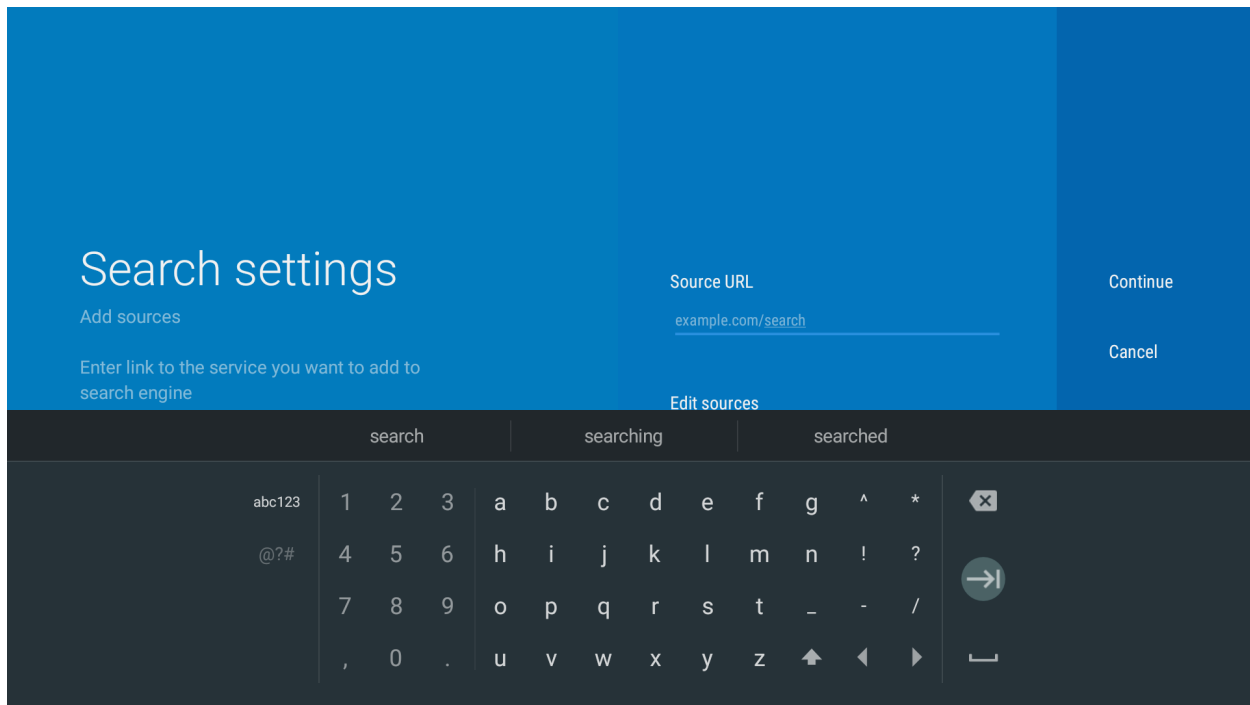 Search settings
Add sources
Enter link to the service you want to add to
search engine
Source URL
example.com/search
Edit sources
Continue
Cancel
search searching searched
abc123 1 2 3 a b c d e f g ^ *
@?# 4 5 6 h i j k l m n ! ?
7 8 9 o p q r s t _ - /
, 0 . u v w x y z